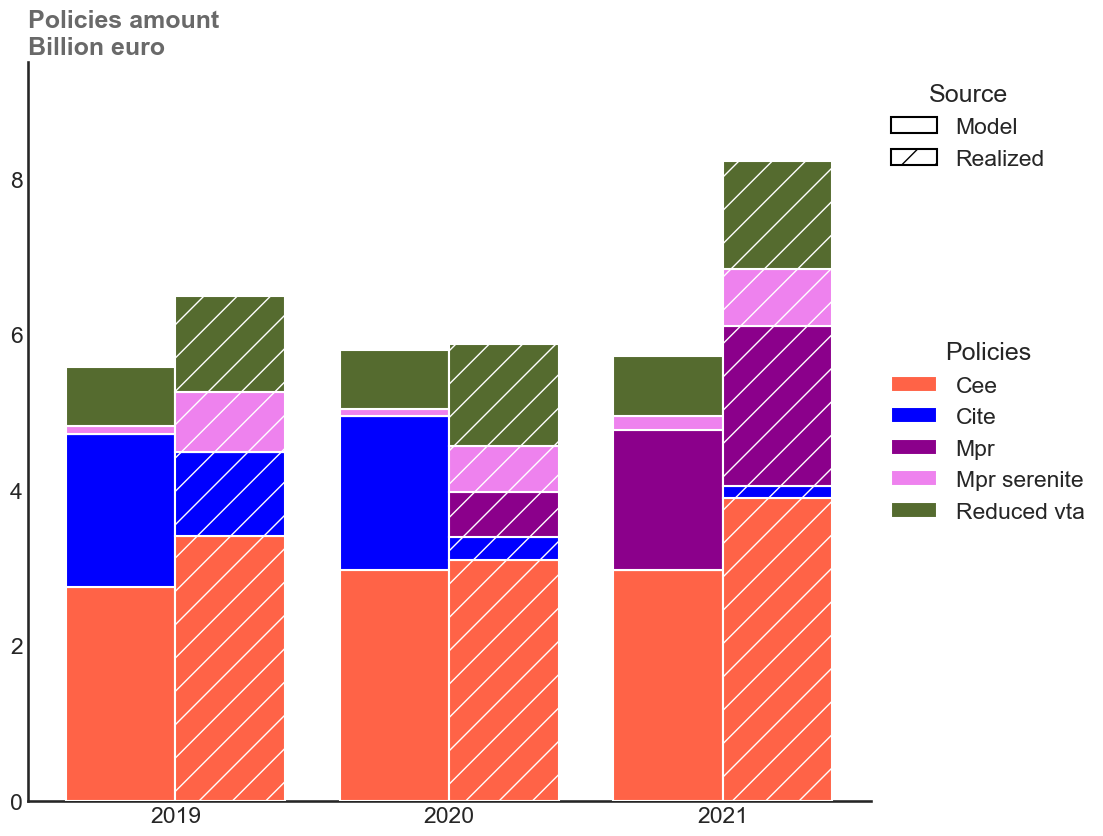 Policies amount
Billion euro
8
6
4
2
0
2019
2020
2021
Source
Model
Realized
Policies
Cee
Cite
Mpr
Mpr serenite
Reduced vta